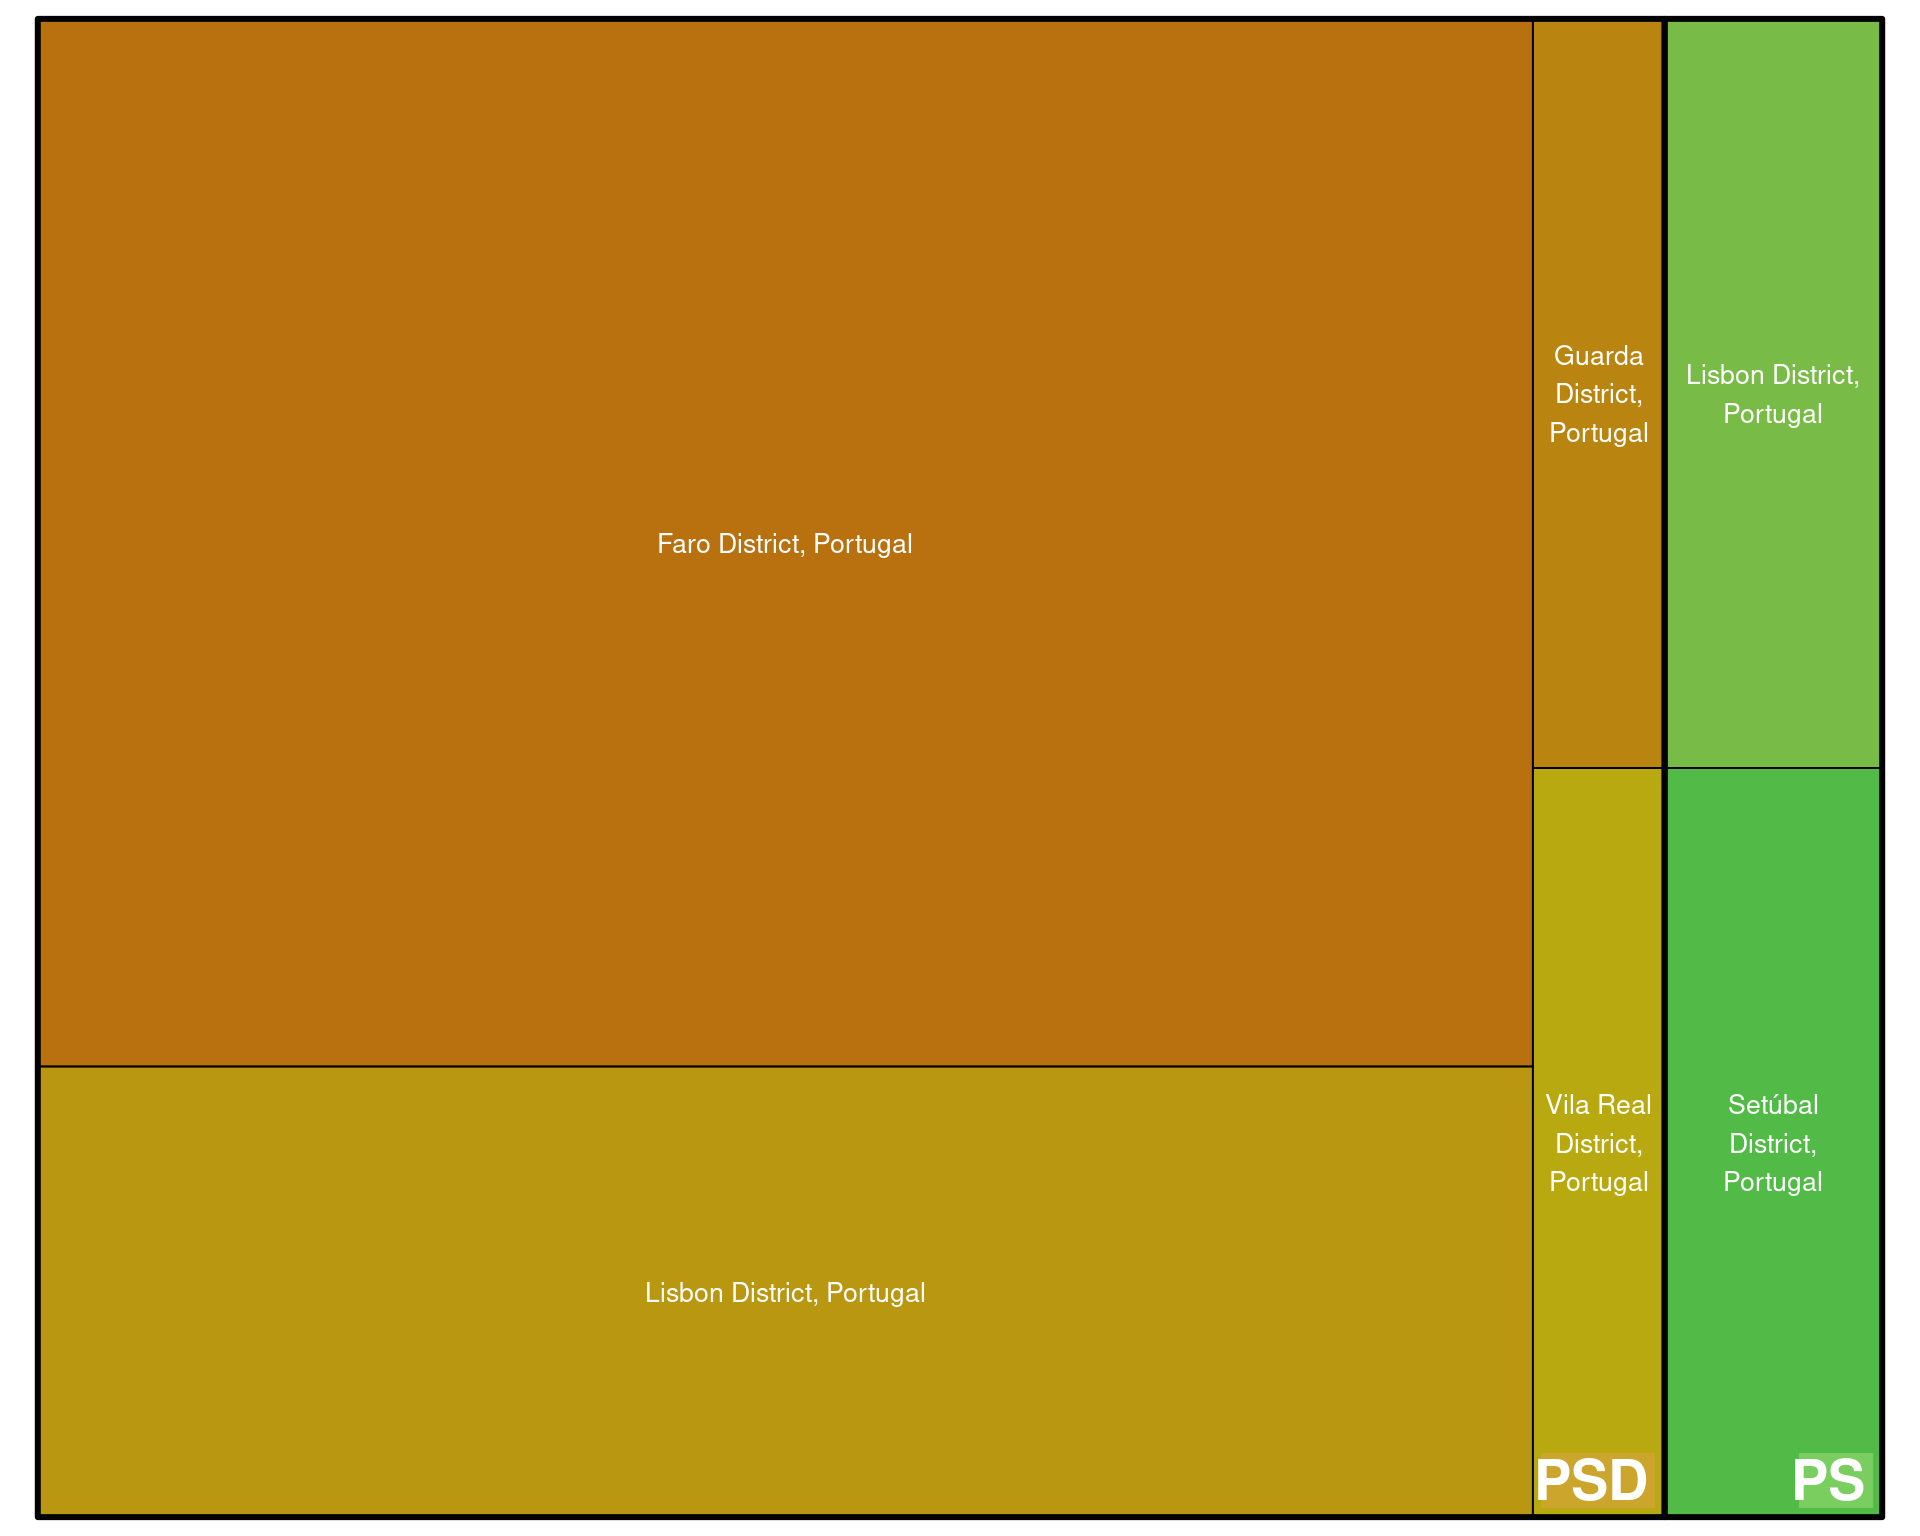 Faro District, Portugal
Lisbon District, Portugal
Guarda
District,
Portugal
Vila Real
District,
Portugal
PSD
Lisbon District,
Portugal
Setúbal
District,
Portugal
PS